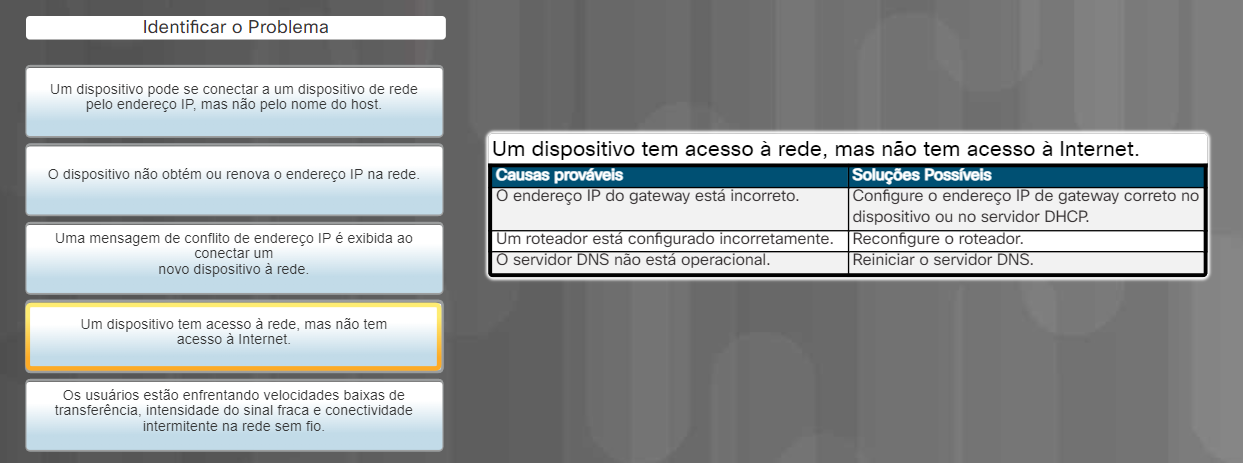 Identificar o Problema
Um dispositivo pode se conectar a um dispositivo de rede
pelo endereço IP, mas não pelo nome do host.
O dispositivo não obtém ou renova o endereço IP na rede.
Uma mensagem de conflito de endereço IP é exibida ao
conectar um
novo dispositivo à rede.
Um dispositivo tem acesso à rede, mas não tem
acesso à Internet.
Os usuários estão enfrentando velocidades baixas de
transferência, intensidade do sinal fraca e conectividade
intermitente na rede sem fio.
Um dispositivo tem acesso à rede, mas não tem acesso à Internet.
Causas prováveis
Soluções Possíveis
O endereço IP do gateway está incorreto.
Configure o endereço IP de gateway correto no
dispositivo ou no servidor DHCP.
Um roteador está configurado incorretamente.
Reconfigure o roteador.
O servidor DNS não está operacional.
Reiniciar o servidor DNS.